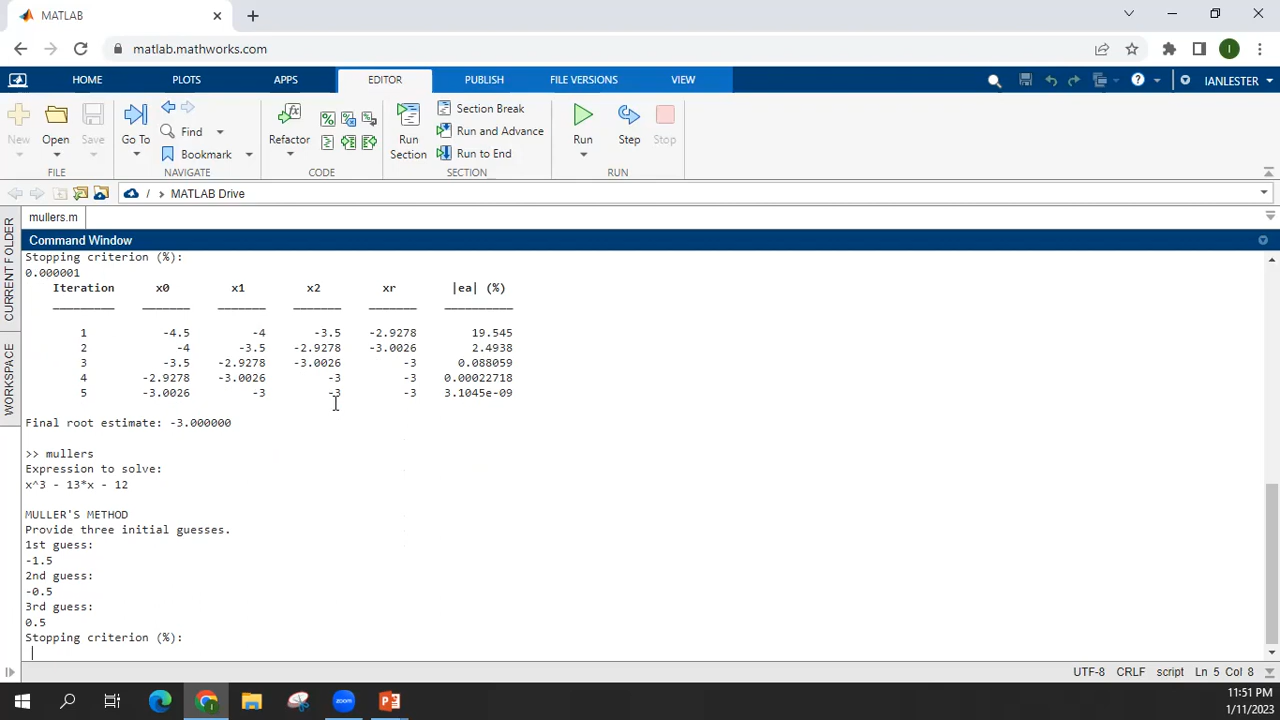 MATLAB
matlab.mathworks.com
HOME PLOTS APPS EDITOR PUBLISH FILE VERSIONS VIEW
IANLESTER
New Open Save Go To Find Bookmark Refactor Run Section Section Break Run and Advance Run to End Run Step Stop
FILE NAVIGATE CODE SECTION RUN
/ MATLAB Drive
CURRENT FOLDER
WORKSPACE
mullers.m
Command Window
Stopping criterion (%):
0.000001
Iteration x0 x1 x2 xr |ea| (%)
1 -4.5 -4 -3.5 -2.9278 19.545
2 -4 -3.5 -2.9278 -3.0026 2.4938
3 -3.5 -2.9278 -3.0026 -3 0.088059
4 -2.9278 -3.0026 -3 -3 0.00022718
5 -3.0026 -3 -3 -3 3.1045e-09
Final root estimate: -3.000000
>> mullers
Expression to solve:
x^3 - 13*x - 12
MULLER'S METHOD
Provide three initial guesses.
1st guess:
-1.5
2nd guess:
-0.5
3rd guess:
0.5
Stopping criterion (%):
UTF-8 CRLF script Ln 5 Col 8
zoom
11:51 PM
1/11/2023